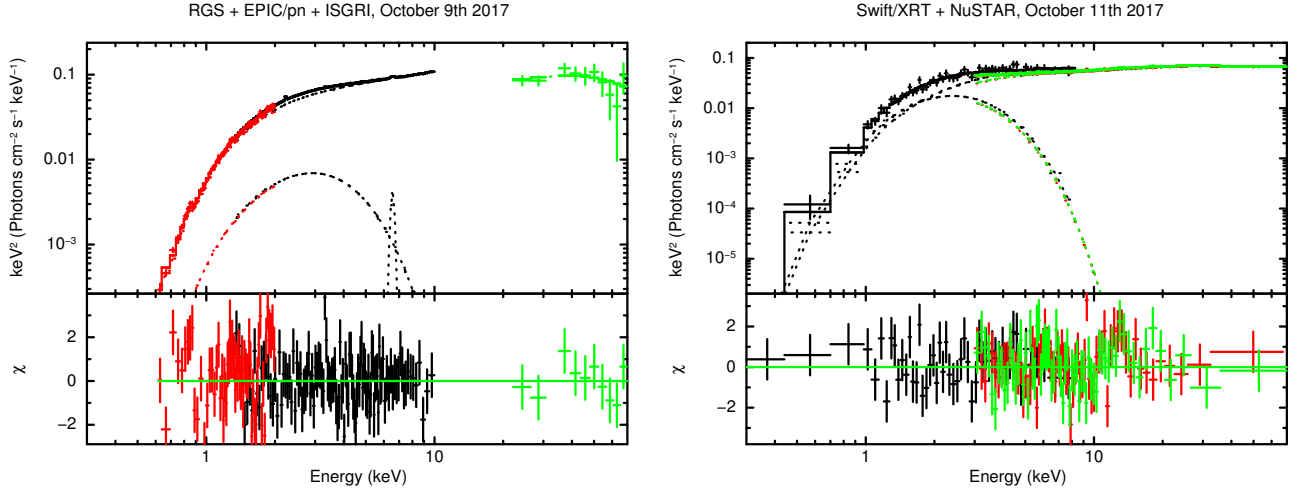 RGS + EPIC/pn + ISGRI, October 9th 2017
keV² (Photons cm⁻² s⁻¹ keV⁻¹)
0.1
0.01
10⁻³
χ
2
0
−2
1
10
Energy (keV)
Swift/XRT + NuSTAR, October 11th 2017
keV² (Photons cm⁻² s⁻¹ keV⁻¹)
0.1
0.01
10⁻³
10⁻⁴
10⁻⁵
χ
2
0
−2
1
10
Energy (keV)